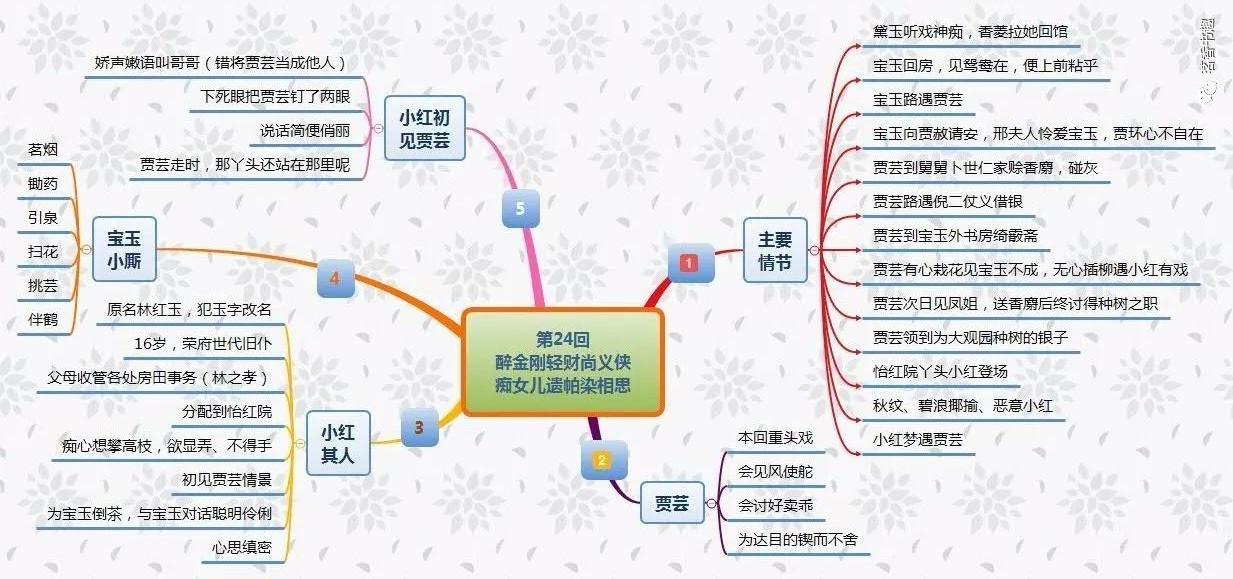 第24回
醉金刚轻财尚义侠
痴女儿遗帕染相思
1
主要
情节
黛玉听戏神痴，香菱拉她回馆
宝玉回房，见鸳鸯在，便上前粘乎
宝玉路遇贾芸
宝玉向贾赦请安，邢夫人怜爱宝玉，贾环心不自在
贾芸到舅舅卜世仁家赊香麝，碰灰
贾芸路遇倪二仗义借银
贾芸到宝玉外书房绮霰斋
贾芸有心栽花见宝玉不成，无心插柳遇小红有戏
贾芸次日见凤姐，送香麝后终讨得种树之职
贾芸领到为大观园种树的银子
怡红院丫头小红登场
秋纹、碧浪揶揄、恶意小红
小红梦遇贾芸
2
贾芸
本回重头戏
会见风使舵
会讨好卖乖
为达目的锲而不舍
3
小红
其人
原名林红玉，犯玉字改名
16岁，荣府世代旧仆
父母收管各处房田事务（林之孝）
分配到怡红院
痴心想攀高枝，欲显弄、不得手
初见贾芸情景
为宝玉倒茶，与宝玉对话聪明伶俐
心思缜密
4
宝玉
小厮
茗烟
锄药
引泉
扫花
挑芸
伴鹤
5
小红初
见贾芸
娇声嫩语叫哥哥（错将贾芸当成他人）
下死眼把贾芸钉了两眼
说话简便俏丽
贾芸走时，那丫头还站在那里呢